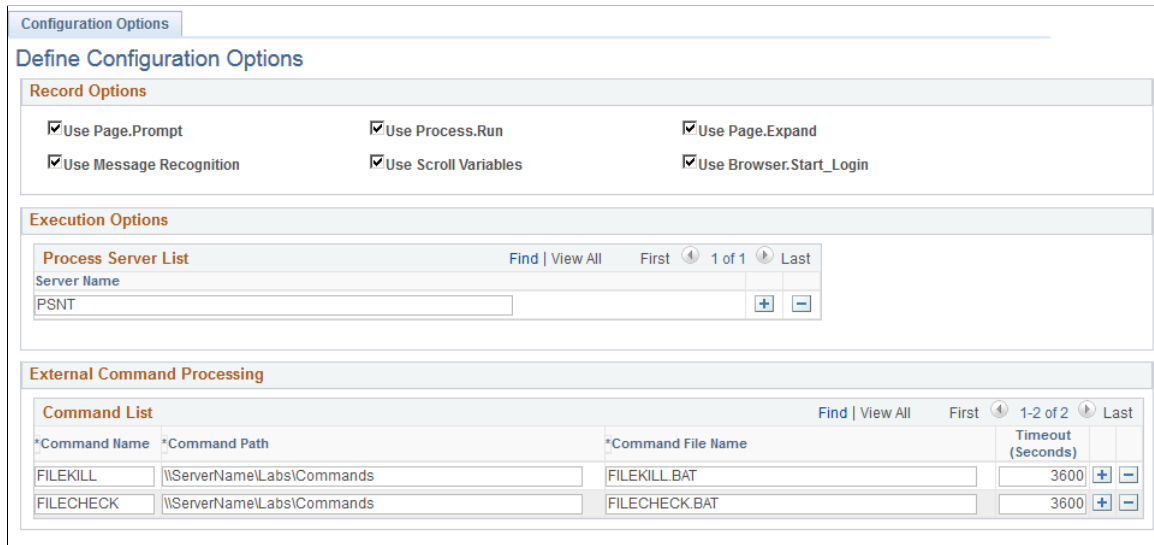 Configuration Options
Define Configuration Options
Record Options
Use Page.Prompt Use Process.Run Use Page.Expand
Use Message Recognition Use Scroll Variables Use Browser.Start_Login
Execution Options
Process Server List Find | View All First 1 of 1 Last
Server Name
PSNT
External Command Processing
Command List Find | View All First 1-2 of 2 Last
*Command Name *Command Path *Command File Name Timeout (Seconds)
FILEKILL \\ServerName\Labs\Commands FILEKILL.BAT 3600
FILECHECK \\ServerName\Labs\Commands FILECHECK.BAT 3600